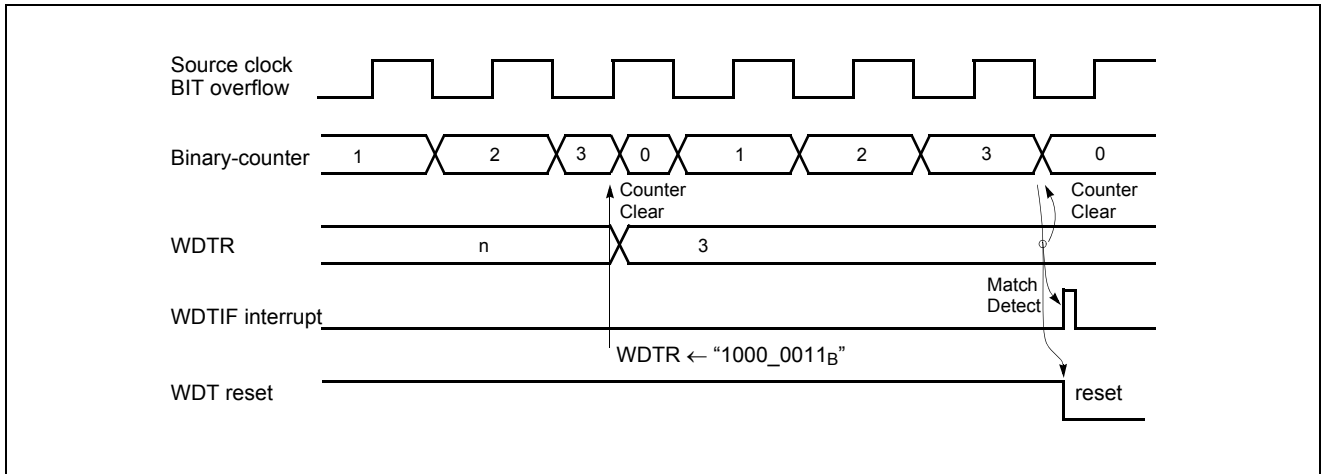 Source clock
BIT overflow
Binary-counter
1 2 3 0 1 2 3 0
Counter
Clear
Counter
Clear
WDTR
n 3
Match
Detect
WDTIF interrupt
WDTR ← “1000_0011B”
WDT reset
reset